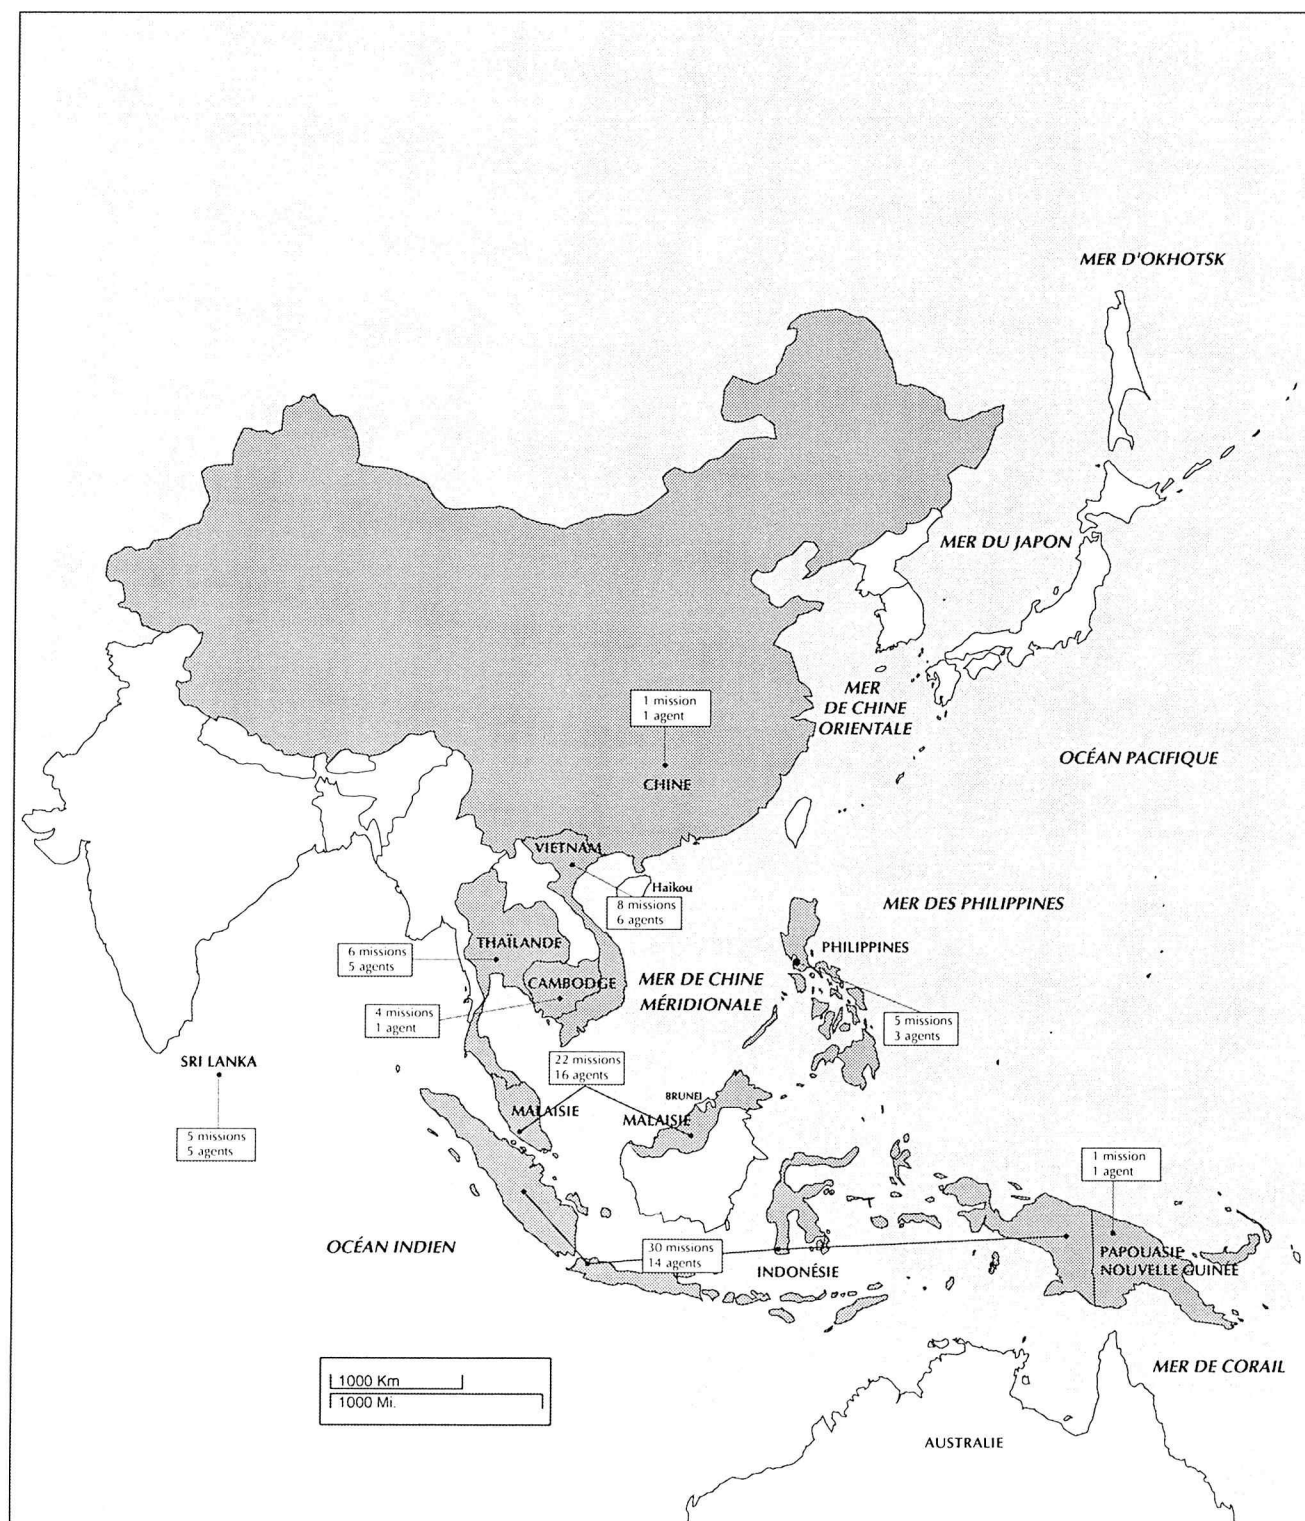 MER D'OKHOTSK
MER DU JAPON
1 mission
1 agent
MER
DE CHINE
ORIENTALE
OCÉAN PACIFIQUE
CHINE
VIETNAM
Haikou
8 missions
6 agents
MER DES PHILIPPINES
THAÏLANDE
6 missions
5 agents
PHILIPPINES
CAMBODGE
MER DE CHINE
MÉRIDIONALE
4 missions
1 agent
5 missions
3 agents
SRI LANKA
22 missions
16 agents
BRUNEI
MALAISIE
MALAISIE
5 missions
5 agents
1 mission
1 agent
OCÉAN INDIEN
30 missions
14 agents
INDONÉSIE
PAPOUASIE
NOUVELLE GUINÉE
MER DE CORAIL
1000 Km
1000 Mi.
AUSTRALIE